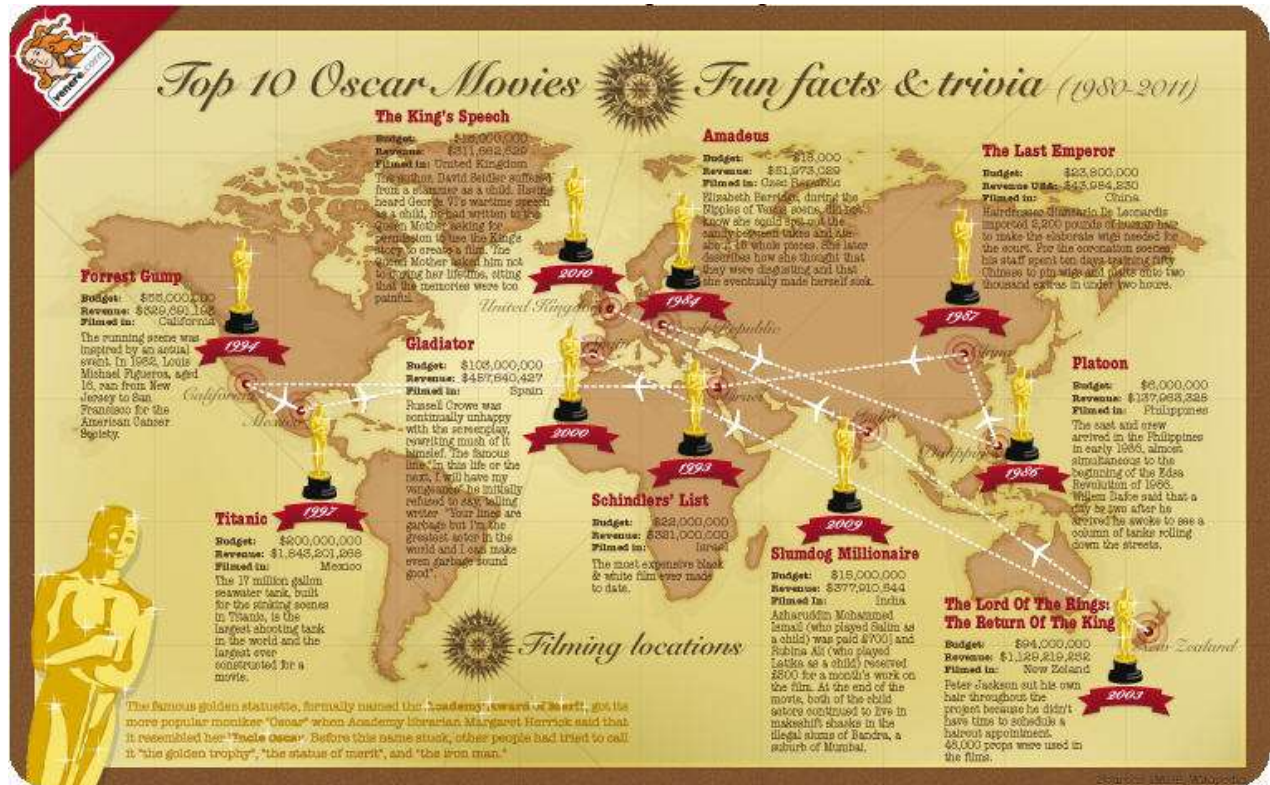 venere.com
Top 10 Oscar Movies Fun facts & trivia (1980-2011)
The King's Speech
Budget:
Revenue:
Filmed in: United Kingdom
The author, David Seidler suffered
from a stammer as a child. Having
heard George VI's wartime speech
as a child, he had written to the
Queen Mother asking for
permission to use the King's
story to create a film. The
Queen Mother asked him not
to during her lifetime, citing
that the memories were too
painful.
2010
United Kingdom
Amadeus
Budget: $18,000
Revenue: $51,973,029
Filmed in: Czech Republic
Elizabeth Berridge, during the
Nipples of Venus scene, did not
know she could spit out the
candy between takes and ate
about 15 whole pieces. She later
describes how she thought that
they were disgusting and that
she eventually made herself sick.
1984
Czech Republic
The Last Emperor
Budget: $23,800,000
Revenue USA: $43,984,230
Filmed in: China
Hairdresser Giancarlo De Leonardis
imported 2,200 pounds of human hair
to make the elaborate wigs needed for
the court. For the coronation scenes,
his staff spent ten days training fifty
Chinese to pin wigs and plaits onto two
thousand extras in under two hours.
1987
China
Forrest Gump
Budget: $55,000,000
Revenue:
Filmed in: California
The running scene was
inspired by an actual
event. In 1982, Louis
Michael Figueroa, aged
16, ran from New
Jersey to San
Francisco for the
American Cancer
Society.
1994
California
Mexico
Gladiator
Budget: $103,000,000
Revenue: $457,640,427
Filmed in: Spain
Russell Crowe was
continually unhappy
with the screenplay,
rewriting much of it
himslef. The famous
line "In this life or the
next, I will have my
vengeance" he initially
refused to say, telling
writer "Your lines are
garbage but I'm the
greatest actor in the
world and I can make
even garbage sound
good".
Spain
2000
Israel
1993
Platoon
Budget: $6,000,000
Revenue: $137,963,328
Filmed in: Philippines
The cast and crew
arrived in the Philippines
in early 1986, almost
simultaneous to the
beginning of the Edsa
Revolution of 1986.
Willem Dafoe said that a
day or two after he
arrived he awoke to see a
column of tanks rolling
down the streets.
Philippines
1986
Titanic
Budget: $200,000,000
Revenue: $1,843,201,268
Filmed in: Mexico
The 17 million gallon
seawater tank, built
for the sinking scenes
in Titanic, is the
largest shooting tank
in the world and the
largest ever
constructed for a
movie.
1997
Schindlers' List
Budget: $22,000,000
Revenue: $321,000,000
Filmed in: Israel
The most expensive black
& white film ever made
to date.
India
2009
Slumdog Millionaire
Budget: $15,000,000
Revenue: $377,910,544
Filmed In: India
Azharuddin Mohammed
Ismail (who played Salim as
a child) was paid £700] and
Rubina Ali (who played
Latika as a child) received
£500 for a month's work on
the film. At the end of the
movie, both of the child
actors continued to live in
makeshift shacks in the
illegal slums of Bandra, a
suburb of Mumbai.
The Lord Of The Rings:
The Return Of The King
Budget: $94,000,000
Revenue: $1,129,219,252
Filmed in: New Zeland
Peter Jackson cut his own
hair throughout the
project because he didn't
have time to schedule a
haircut appointment.
48,000 props were used in
the films.
New Zealand
2003
Filming locations
The famous golden statuette, formally named the Academy Award of Merit, got its
more popular moniker "Oscar" when Academy librarian Margaret Herrick said that
it resembled her Uncle Oscar. Before this name stuck, other people had tried to call
it "the golden trophy", "the status of merit", and "the iron man."
Wikipedia